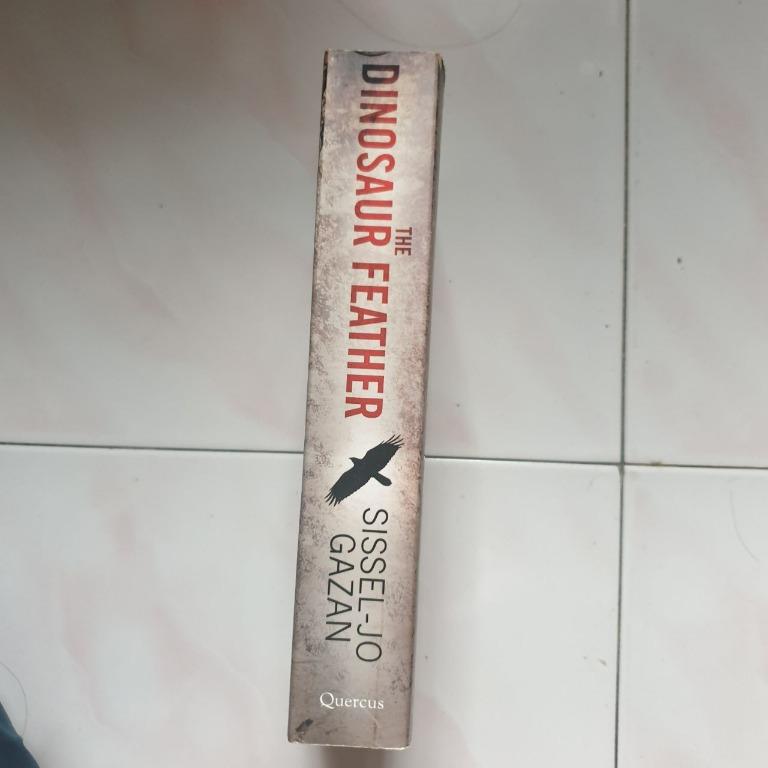 THE
DINOSAUR FEATHER
SISSEL-JO
GAZAN
Quercus